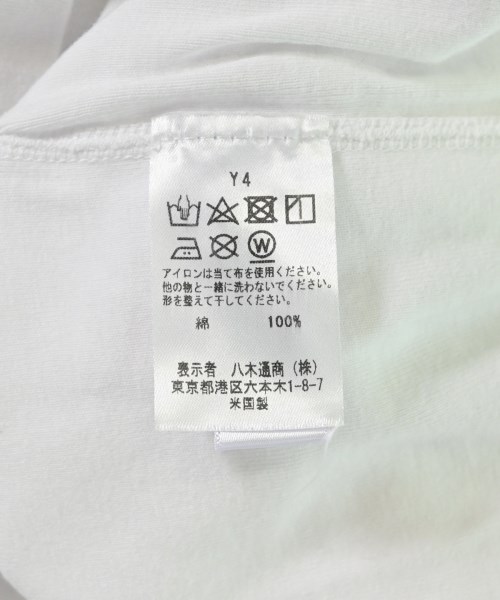 Y4
W
アイロンは当て布を使用ください。
他の物と一緒に洗わないでください。
形を整えて干してください。
綿 100%
表示者 八木通商（株）
東京都港区六本木1-8-7
米国製